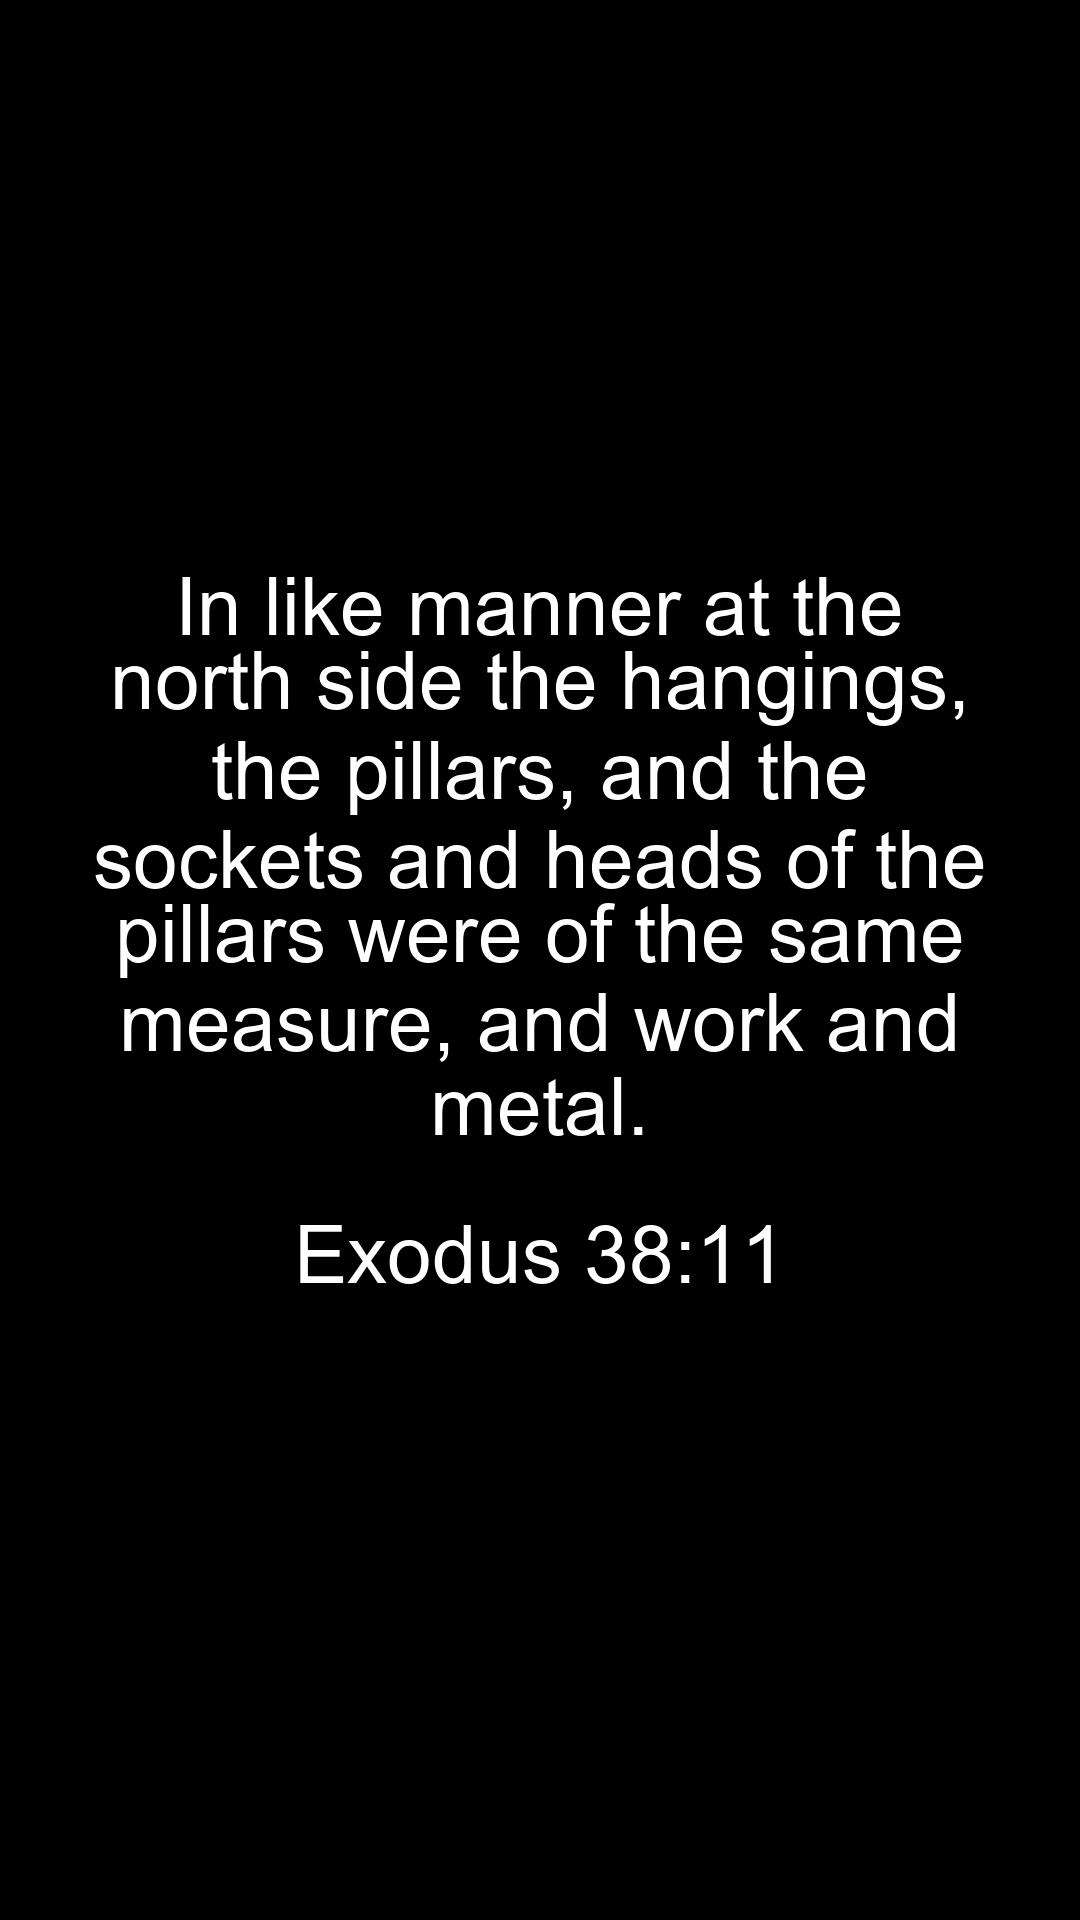 In like manner at the
north side the hangings,
the pillars, and the
sockets and heads of the
pillars were of the same
measure, and work and
metal.
Exodus 38:11